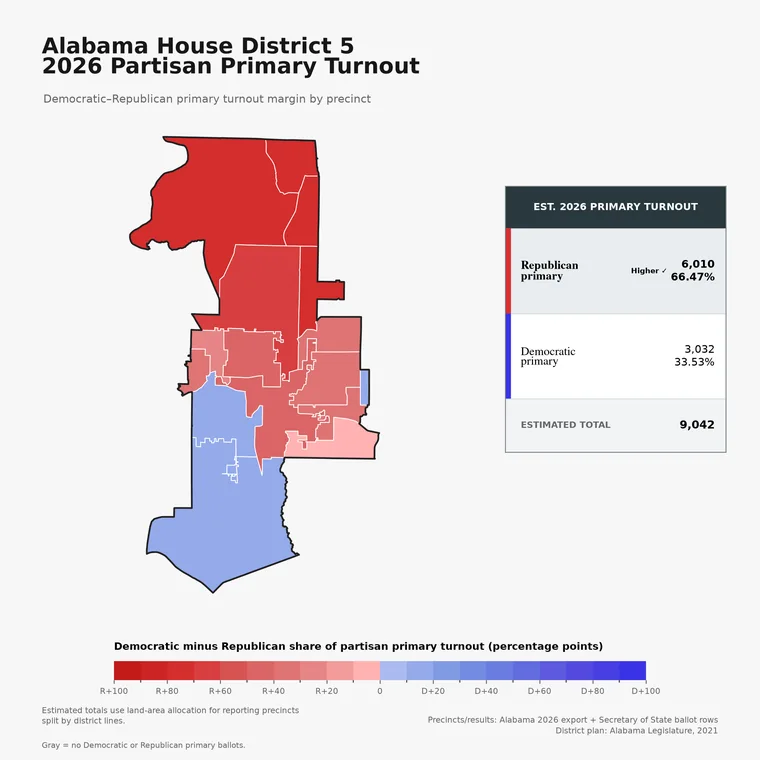 Alabama House District 5
2026 Partisan Primary Turnout
Democratic–Republican primary turnout margin by precinct
EST. 2026 PRIMARY TURNOUT
Republican
primary
Higher ✓
6,010
66.47%
Democratic
primary
3,032
33.53%
ESTIMATED TOTAL
9,042
Democratic minus Republican share of partisan primary turnout (percentage points)
R+100 R+80 R+60 R+40 R+20 0 D+20 D+40 D+60 D+80 D+100
Estimated totals use land-area allocation for reporting precincts
split by district lines.
Gray = no Democratic or Republican primary ballots.
Precincts/results: Alabama 2026 export + Secretary of State ballot rows
District plan: Alabama Legislature, 2021